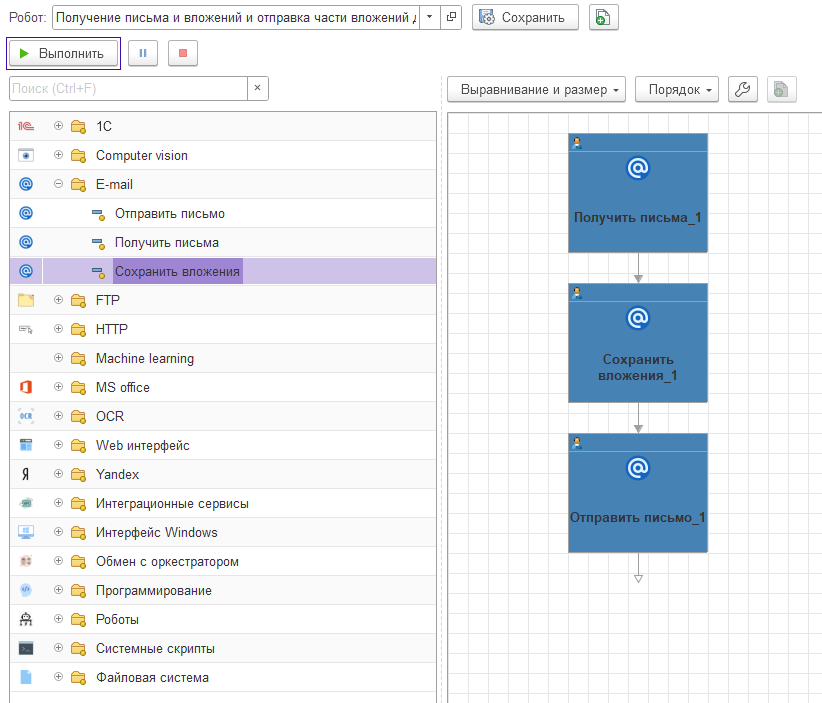 Робот: Получение письма и вложений и отправка части вложений д Сохранить
Выполнить
Поиск (Ctrl+F) ×
Выравнивание и размер Порядок
1С
Computer vision
E-mail
Отправить письмо
Получить письма
Сохранить вложения
FTP
HTTP
Machine learning
MS office
OCR OCR
Web интерфейс
Я Yandex
Интеграционные сервисы
Интерфейс Windows
Обмен с оркестратором
Программирование
Роботы
Системные скрипты
Файловая система
Получить письма_1
Сохранить
вложения_1
Отправить письмо_1